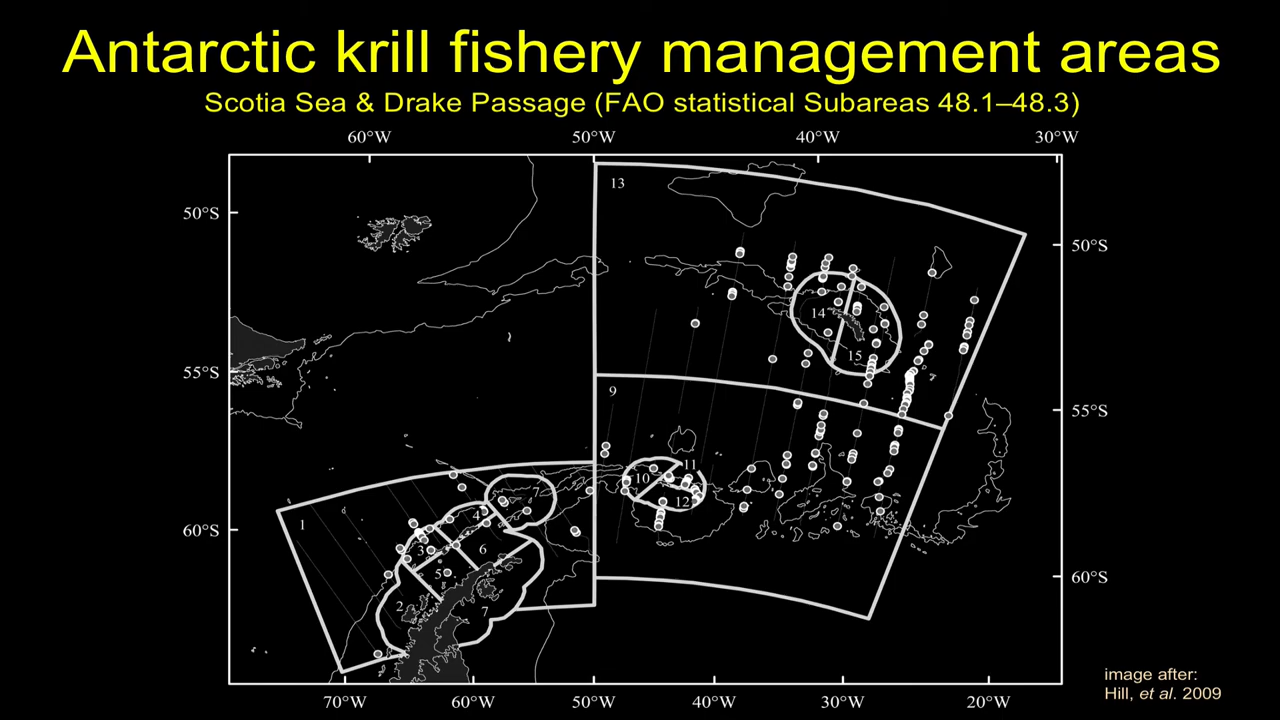 Antarctic krill fishery management areas
Scotia Sea & Drake Passage (FAO statistical Subareas 48.1–48.3)
60°W 50°W 40°W 30°W
13
50°S
50°S
14
15
55°S
9
55°S
11
10
12
7
1
4
60°S
3
6
5
60°S
2
7
70°W 60°W 50°W 40°W 30°W 20°W
image after:
Hill, et al. 2009